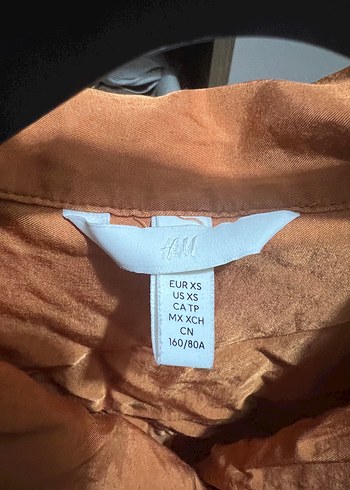 H&M
EUR XS
US XS
CA TP
MX XCH
CN
160/80A